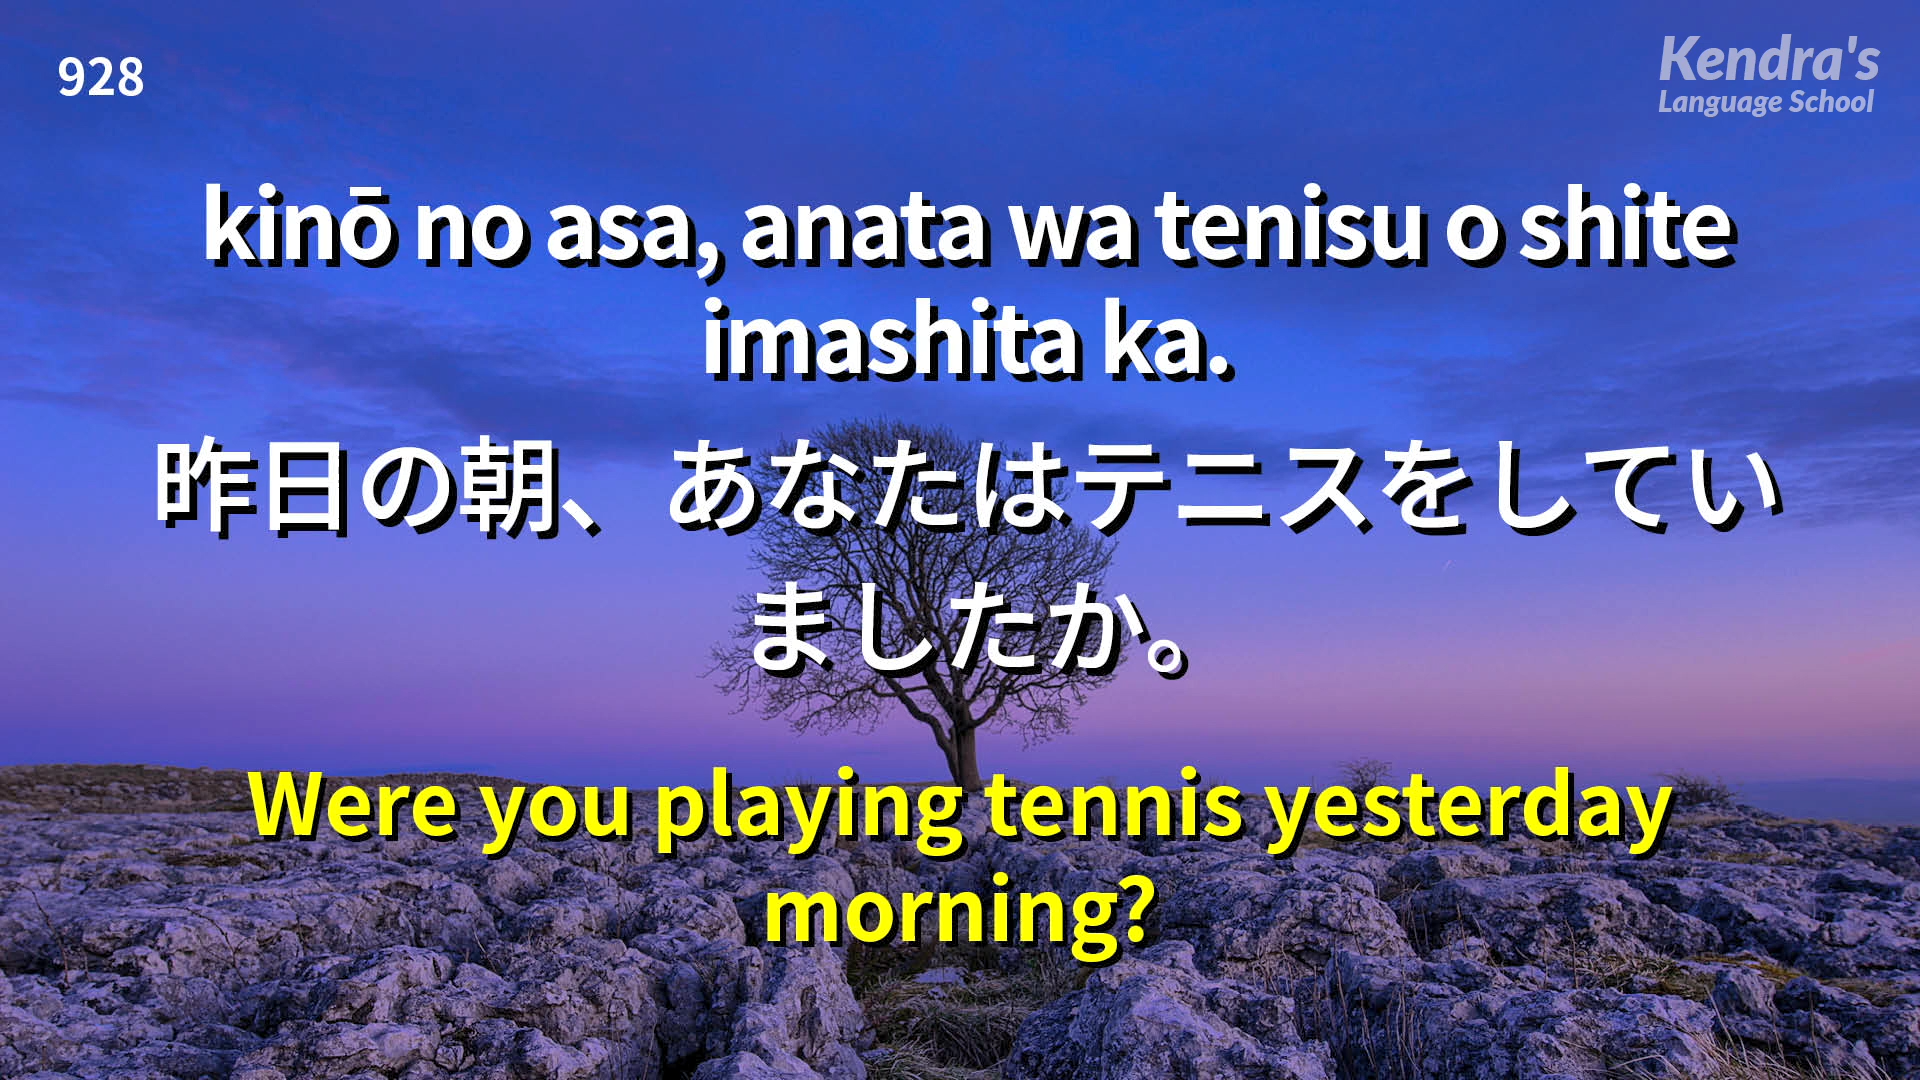 928
Kendra's
Language School
kinō no asa, anata wa tenisu o shite
imashita ka.
昨日の朝、あなたはテニスをしてい
ましたか。
Were you playing tennis yesterday
morning?